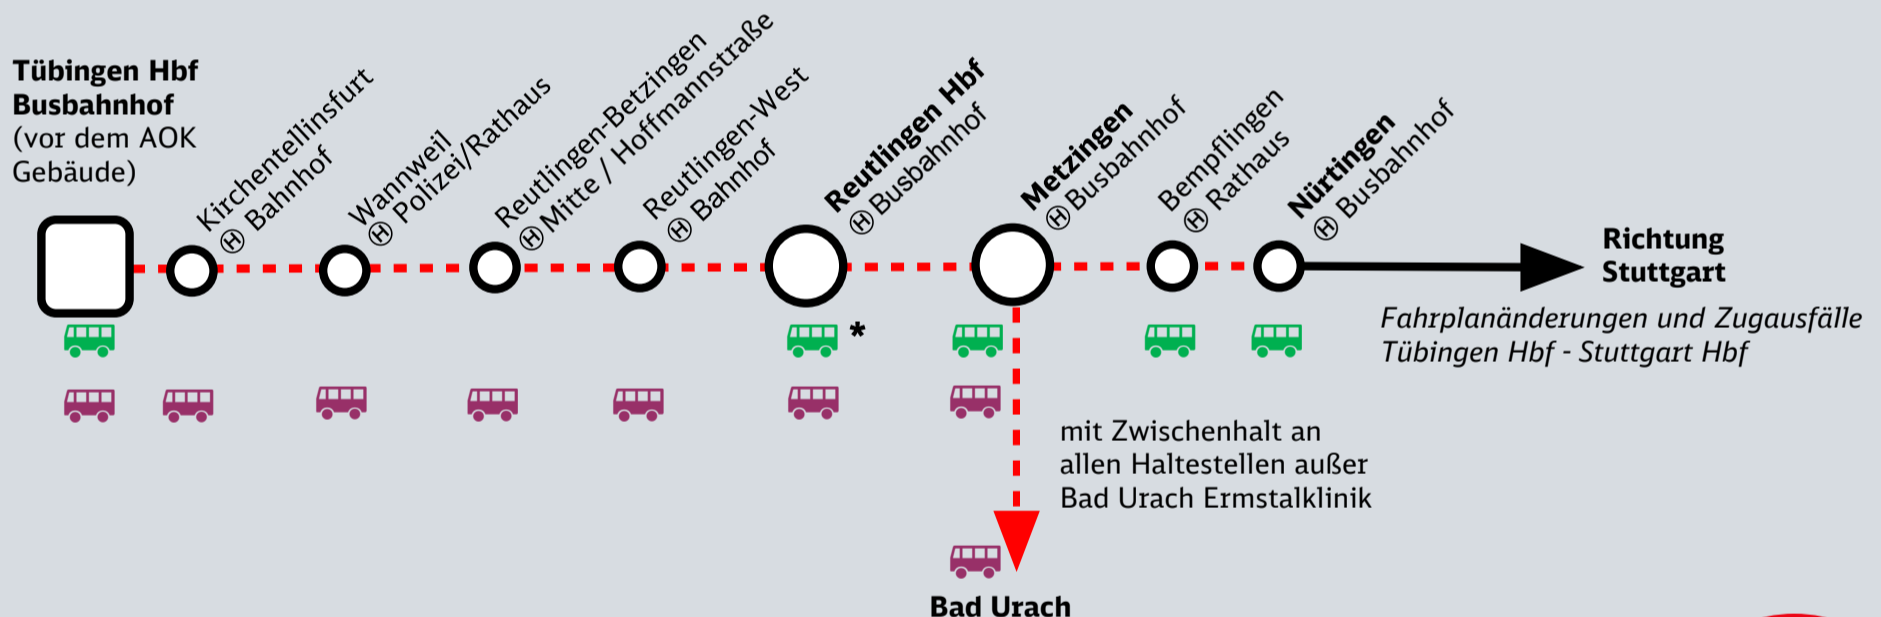 Tübingen Hbf
Busbahnhof
(vor dem AOK
Gebäude)
Kirchentellinsfurt
Ⓗ Bahnhof
Wannweil
Ⓗ Polizei/Rathaus
Reutlingen-Betzingen
Ⓗ Mitte / Hoffmannstraße
Reutlingen-West
Ⓗ Bahnhof
Reutlingen Hbf
Ⓗ Busbahnhof
Metzingen
Ⓗ Busbahnhof
Bempflingen
Ⓗ Rathaus
Nürtingen
Ⓗ Busbahnhof
Richtung
Stuttgart
Fahrplanänderungen und Zugausfälle
Tübingen Hbf - Stuttgart Hbf
*
mit Zwischenhalt an
allen Haltestellen außer
Bad Urach Ermstalklinik
Bad Urach